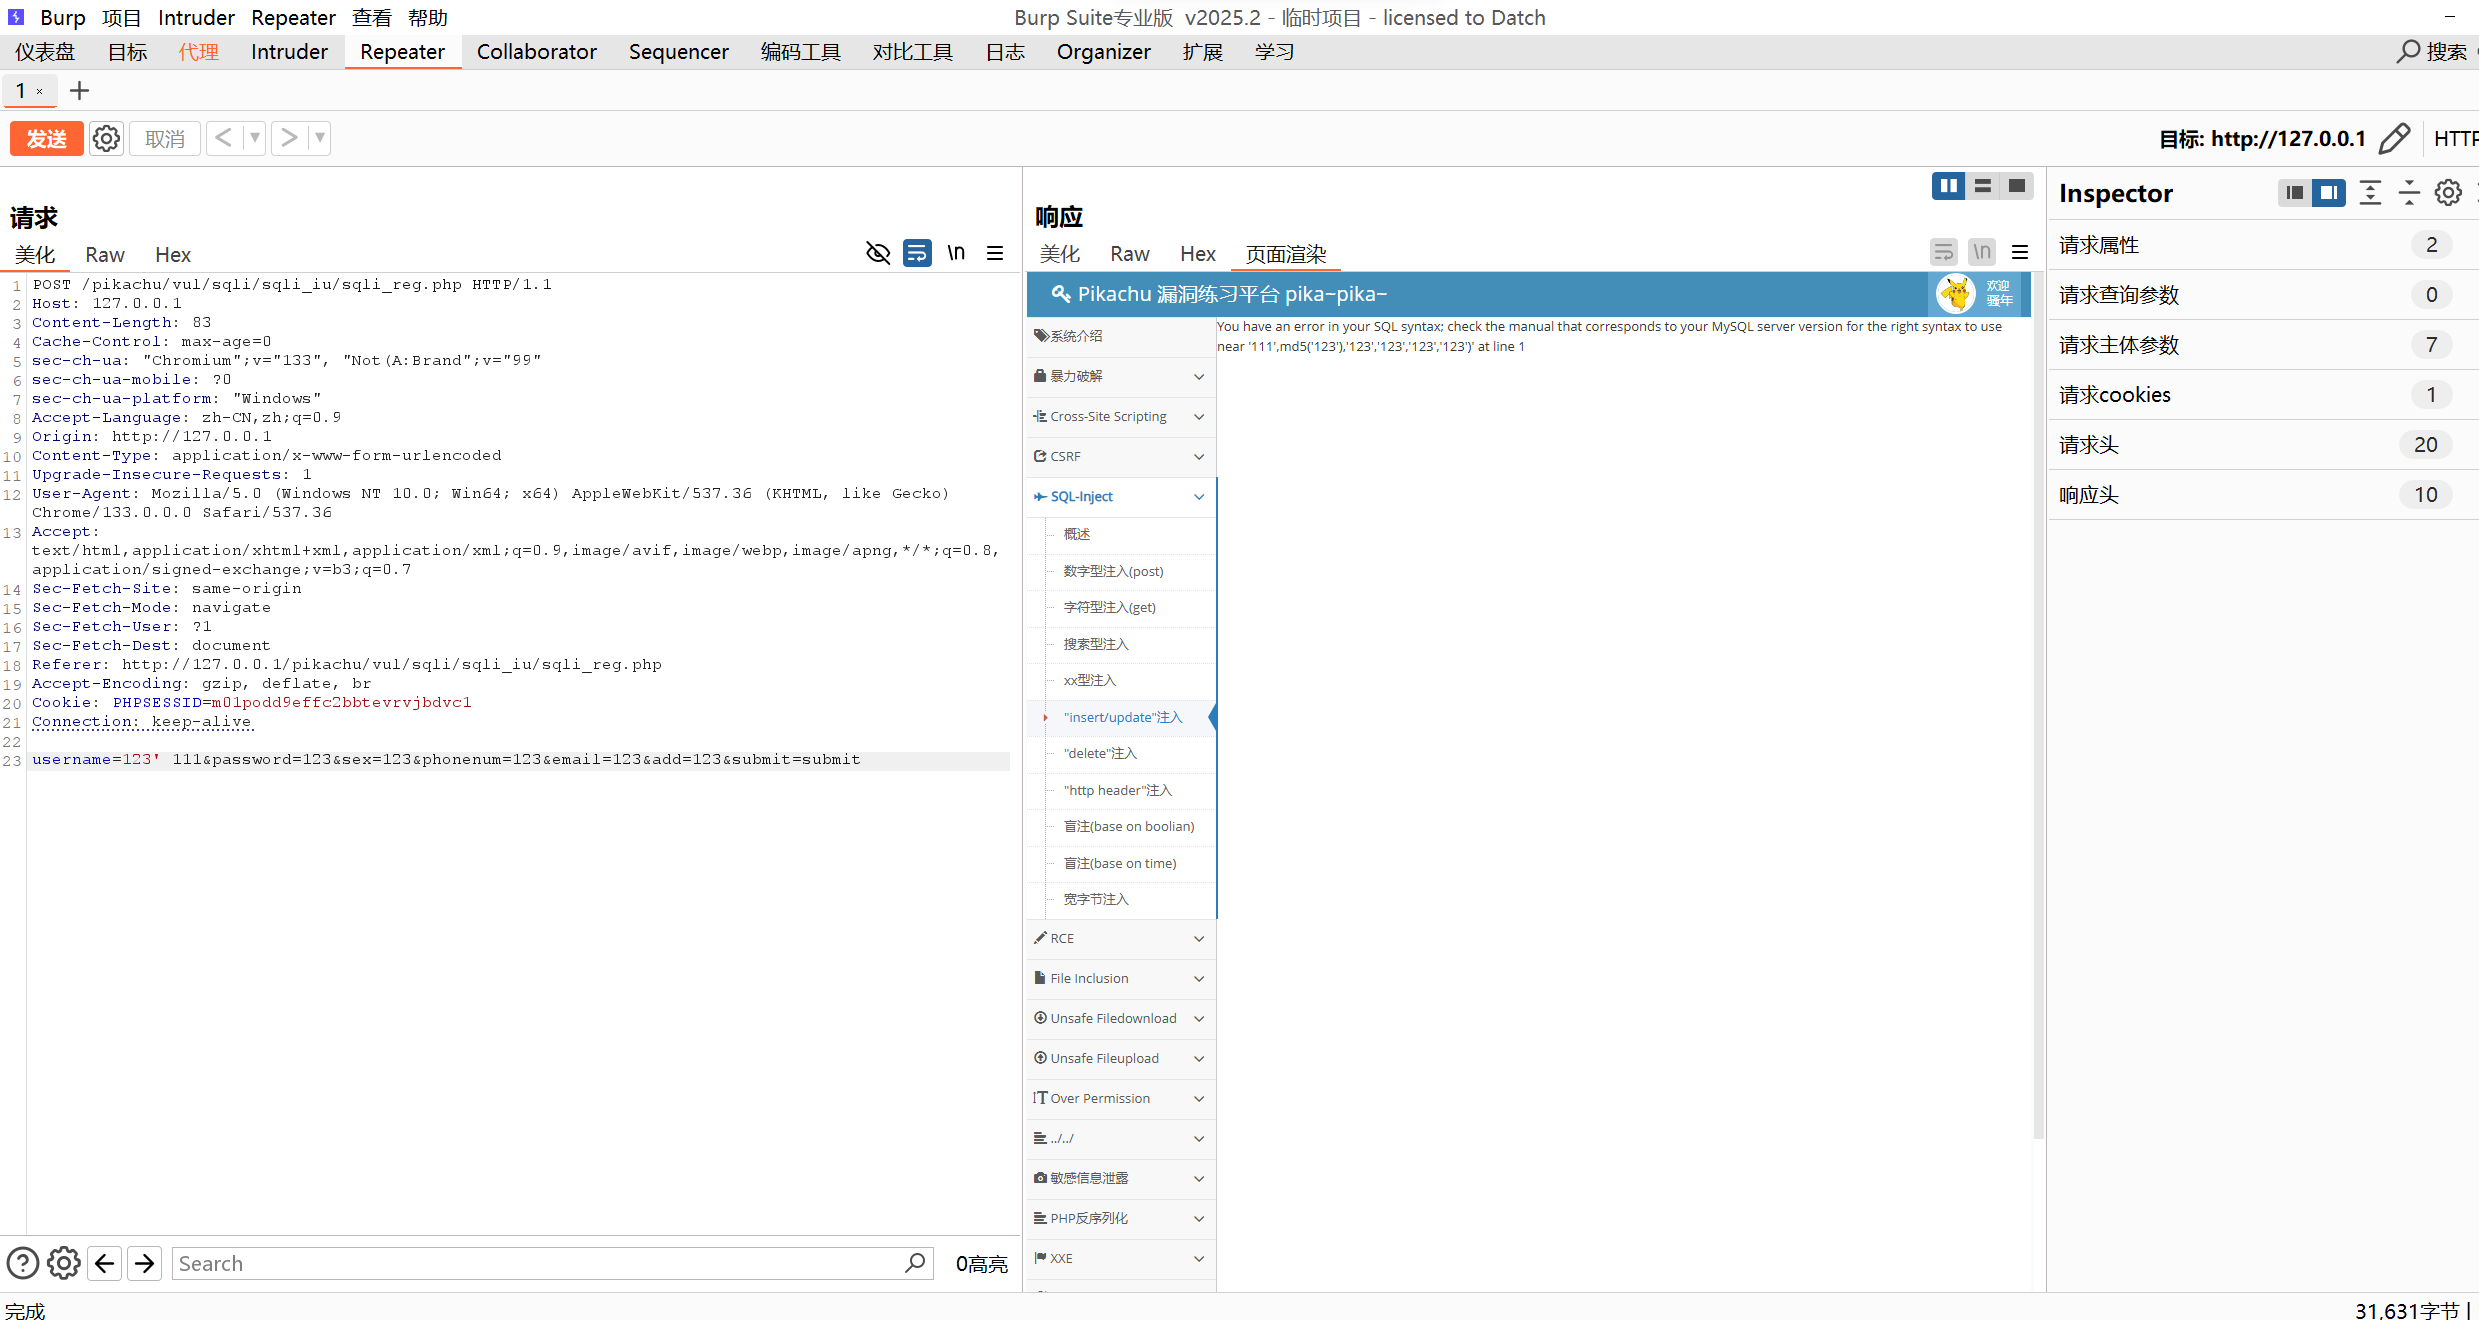 Burp 项目 Intruder Repeater 查看 帮助
Burp Suite专业版 v2025.2 - 临时项目 - licensed to Datch
仪表盘 目标 代理 Intruder Repeater Collaborator Sequencer 编码工具 对比工具 日志 Organizer 扩展 学习
搜索
1 ×
发送 取消
目标: http://127.0.0.1
HTTP
请求
美化 Raw Hex
\n
1 POST /pikachu/vul/sqli/sqli_iu/sqli_reg.php HTTP/1.1
2 Host: 127.0.0.1
3 Content-Length: 83
4 Cache-Control: max-age=0
5 sec-ch-ua: "Chromium";v="133", "Not(A:Brand";v="99"
6 sec-ch-ua-mobile: ?0
7 sec-ch-ua-platform: "Windows"
8 Accept-Language: zh-CN,zh;q=0.9
9 Origin: http://127.0.0.1
10 Content-Type: application/x-www-form-urlencoded
11 Upgrade-Insecure-Requests: 1
12 User-Agent: Mozilla/5.0 (Windows NT 10.0; Win64; x64) AppleWebKit/537.36 (KHTML, like Gecko)
Chrome/133.0.0.0 Safari/537.36
13 Accept:
text/html,application/xhtml+xml,application/xml;q=0.9,image/avif,image/webp,image/apng,*/*;q=0.8,
application/signed-exchange;v=b3;q=0.7
14 Sec-Fetch-Site: same-origin
15 Sec-Fetch-Mode: navigate
16 Sec-Fetch-User: ?1
17 Sec-Fetch-Dest: document
18 Referer: http://127.0.0.1/pikachu/vul/sqli/sqli_iu/sqli_reg.php
19 Accept-Encoding: gzip, deflate, br
20 Cookie: PHPSESSID=m01podd9effc2bbtevrvjbdvc1
21 Connection: keep-alive
22
23 username=123' 111&password=123&sex=123&phonenum=123&email=123&add=123&submit=submit
Search
0高亮
完成
响应
美化 Raw Hex 页面渲染
\n
Pikachu 漏洞练习平台 pika~pika~
欢迎
骚年
You have an error in your SQL syntax; check the manual that corresponds to your MySQL server version for the right syntax to use
near '111',md5('123'),'123','123','123','123')' at line 1
系统介绍
暴力破解
Cross-Site Scripting
CSRF
SQL-Inject
概述
数字型注入(post)
字符型注入(get)
搜索型注入
xx型注入
"insert/update"注入
"delete"注入
"http header"注入
盲注(base on boolian)
盲注(base on time)
宽字节注入
RCE
File Inclusion
Unsafe Filedownload
Unsafe Fileupload
Over Permission
../../
敏感信息泄露
PHP反序列化
XXE
Inspector
请求属性 2
请求查询参数 0
请求主体参数 7
请求cookies 1
请求头 20
响应头 10
31,631字节 |